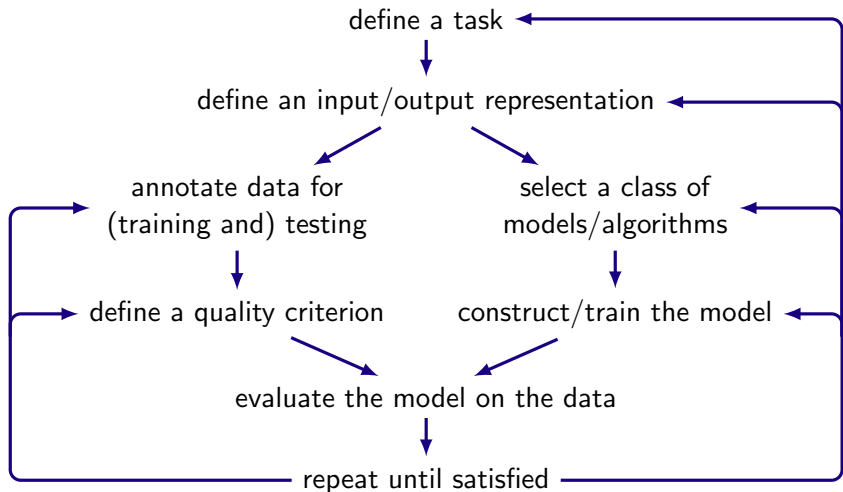 define a task
define an input/output representation
annotate data for
(training and) testing
select a class of
models/algorithms
define a quality criterion
construct/train the model
evaluate the model on the data
repeat until satisfied